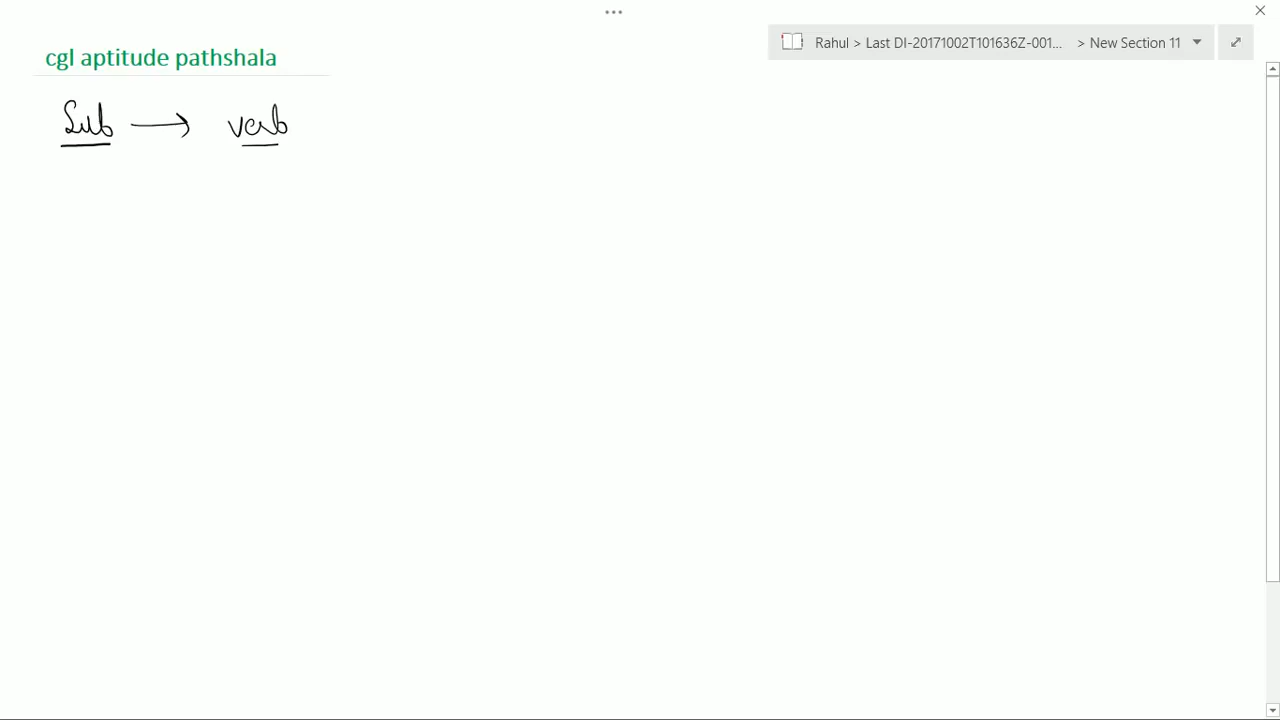 Rahul > Last DI-20171002T101636Z-001... > New Section 11
cgl aptitude pathshala
Sub → verb